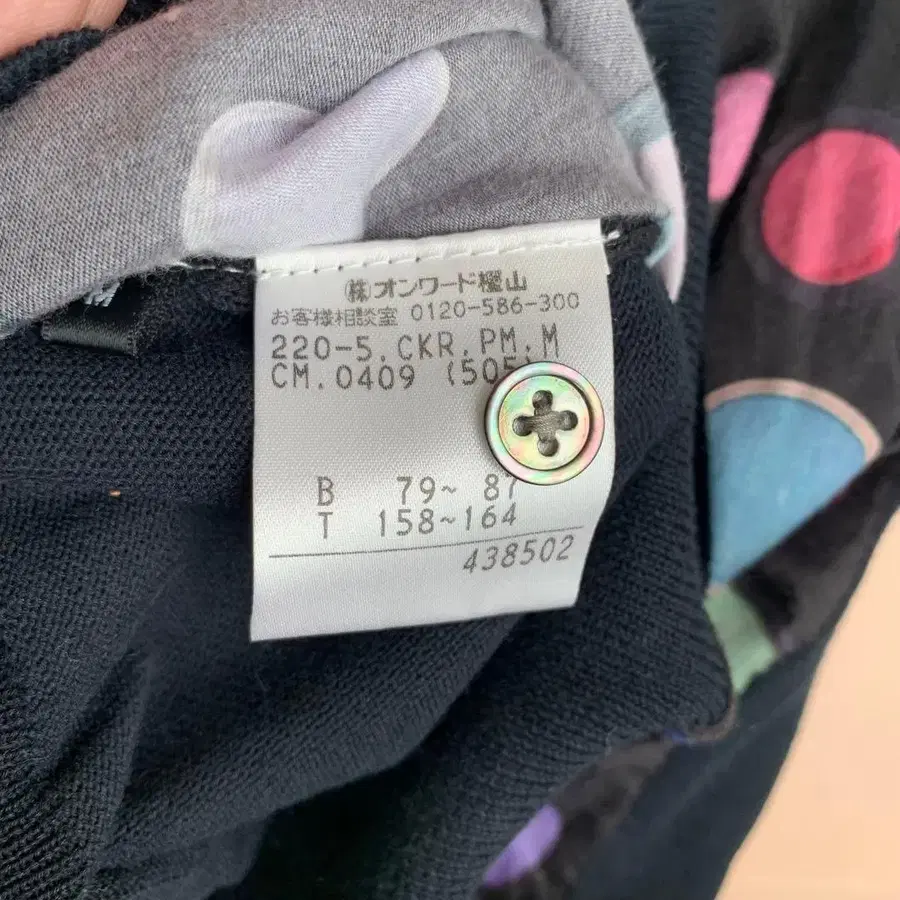 ㈱オンワード樫山
お客様相談室 0120-586-300
220-5.CKR.PM.M
CM.0409 (505)
B 79~ 87
T 158~164
438502